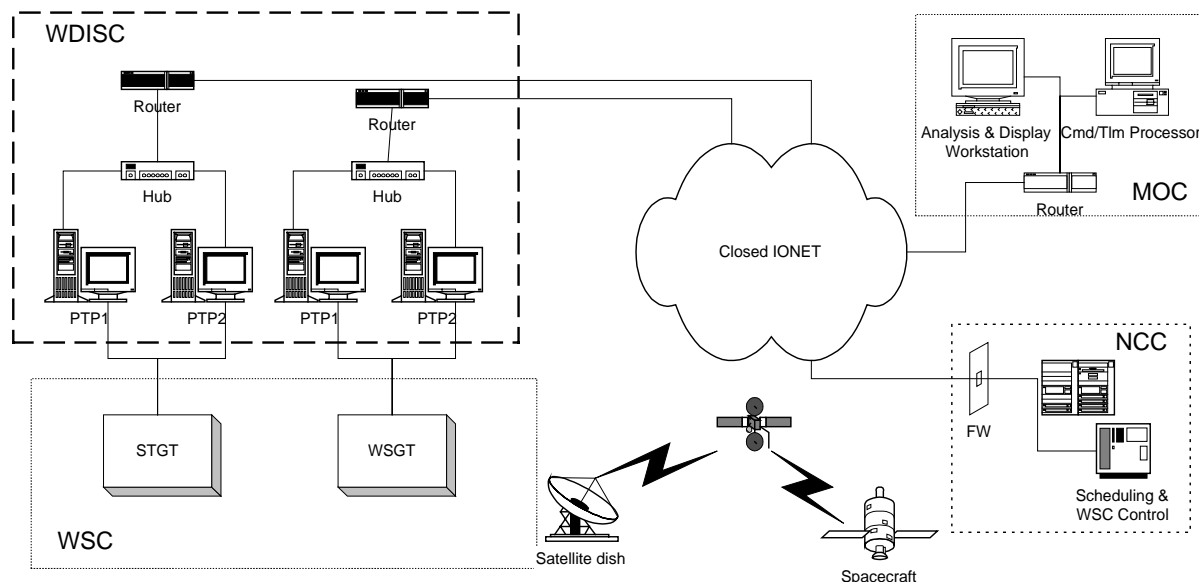 WDISC
Router
Router
Hub
Hub
PTP1
PTP2
PTP1
PTP2
STGT
WSGT
WSC
Closed IONET
Satellite dish
Spacecraft
Analysis & Display
Workstation
Cmd/Tlm Processor
Router
MOC
NCC
FW
Scheduling &
WSC Control